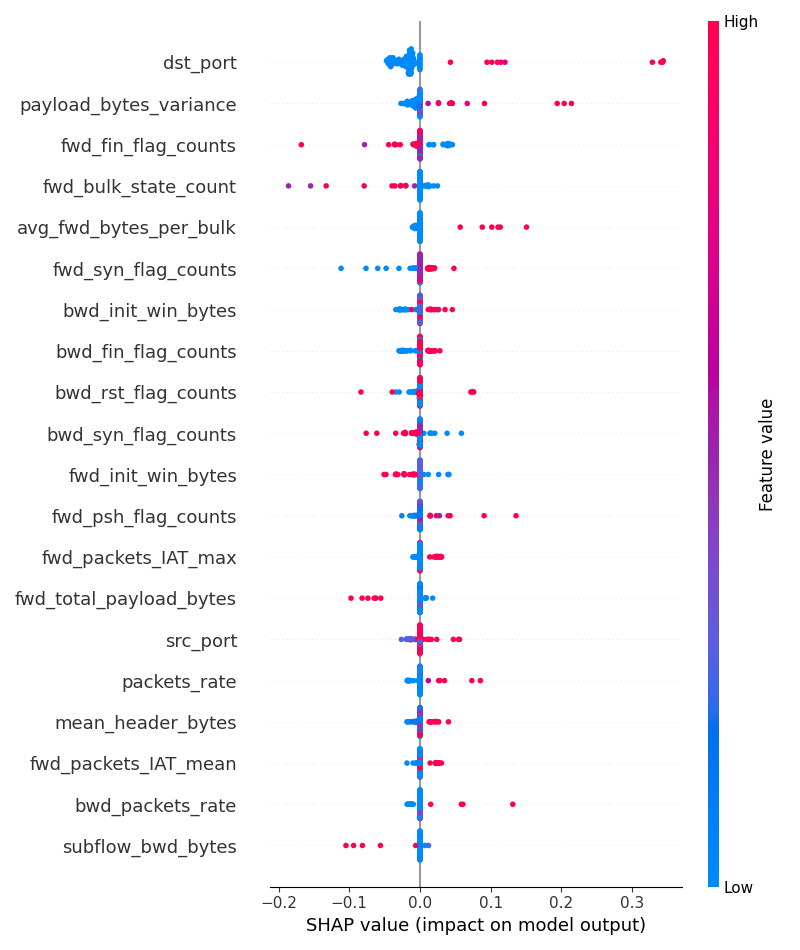 High
dst_port
payload_bytes_variance
fwd_fin_flag_counts
fwd_bulk_state_count
avg_fwd_bytes_per_bulk
fwd_syn_flag_counts
bwd_init_win_bytes
bwd_fin_flag_counts
bwd_rst_flag_counts
bwd_syn_flag_counts
fwd_init_win_bytes
fwd_psh_flag_counts
fwd_packets_IAT_max
fwd_total_payload_bytes
src_port
packets_rate
mean_header_bytes
fwd_packets_IAT_mean
bwd_packets_rate
subflow_bwd_bytes
Feature value
Low
−0.2 −0.1 0.0 0.1 0.2 0.3
SHAP value (impact on model output)